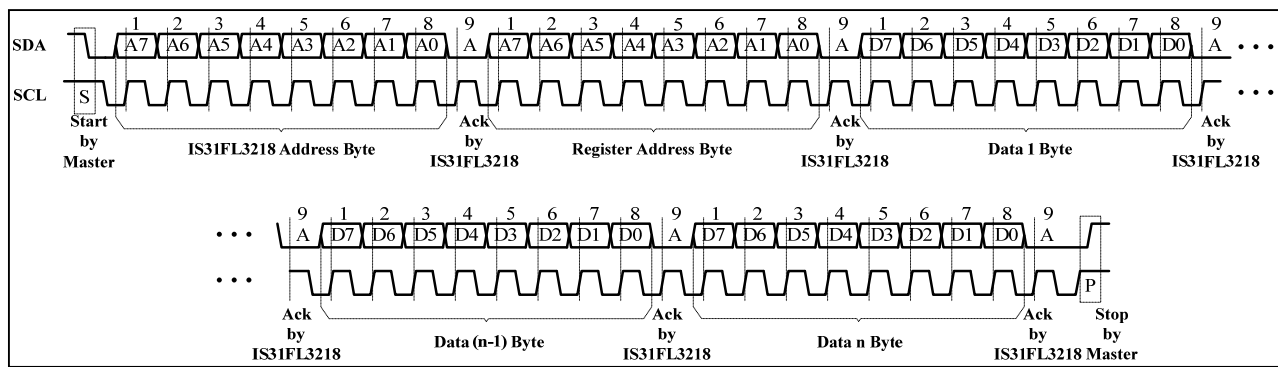 1 2 3 4 5 6 7 8 9 1 2 3 4 5 6 7 8 9 1 2 3 4 5 6 7 8 9
SDA A7 A6 A5 A4 A3 A2 A1 A0 A A7 A6 A5 A4 A3 A2 A1 A0 A D7 D6 D5 D4 D3 D2 D1 D0 A • • •
SCL S • • •
Start by Master
IS31FL3218 Address Byte
Ack by IS31FL3218
Register Address Byte
Ack by IS31FL3218
Data 1 Byte
Ack by IS31FL3218
9 1 2 3 4 5 6 7 8 9 1 2 3 4 5 6 7 8 9
• • • A D7 D6 D5 D4 D3 D2 D1 D0 A D7 D6 D5 D4 D3 D2 D1 D0 A
• • • P
Ack by IS31FL3218
Data (n-1) Byte
Ack by IS31FL3218
Data n Byte
Ack by IS31FL3218
Stop by Master